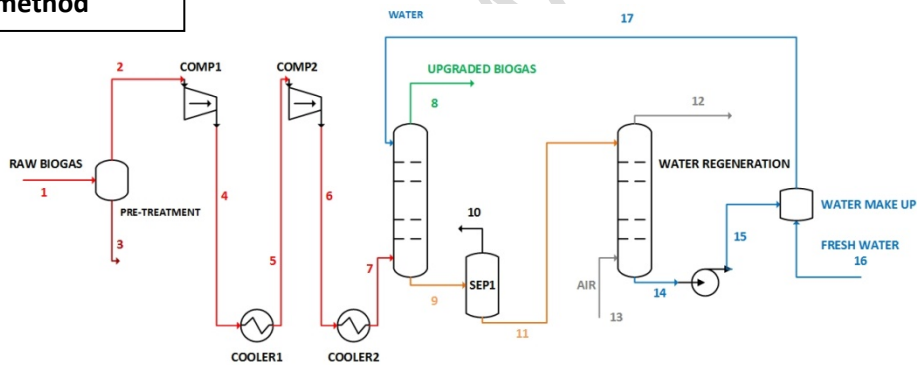 method
WATER
17
2
COMP1
COMP2
UPGRADED BIOGAS
8
12
RAW BIOGAS
1
4
6
WATER REGENERATION
PRE-TREATMENT
3
5
7
10
WATER MAKE UP
15
FRESH WATER
16
9
SEP1
AIR
14
11
13
COOLER1
COOLER2